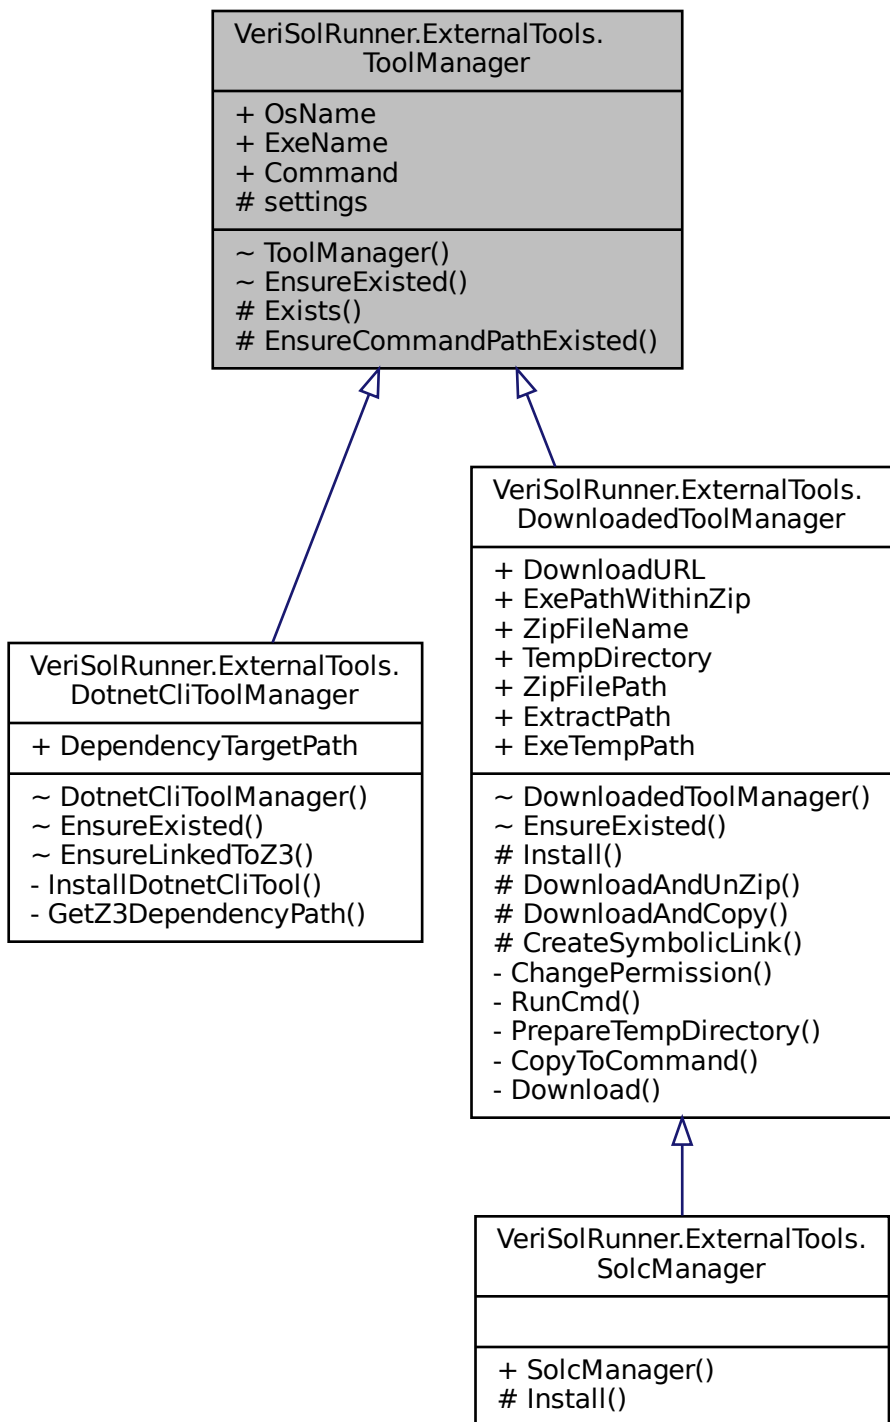 VeriSolRunner.ExternalTools.
ToolManager
+ OsName
+ ExeName
+ Command
# settings
~ ToolManager()
~ EnsureExisted()
# Exists()
# EnsureCommandPathExisted()
VeriSolRunner.ExternalTools.
DotnetCliToolManager
+ DependencyTargetPath
~ DotnetCliToolManager()
~ EnsureExisted()
~ EnsureLinkedToZ3()
- InstallDotnetCliTool()
- GetZ3DependencyPath()
VeriSolRunner.ExternalTools.
DownloadedToolManager
+ DownloadURL
+ ExePathWithinZip
+ ZipFileName
+ TempDirectory
+ ZipFilePath
+ ExtractPath
+ ExeTempPath
~ DownloadedToolManager()
~ EnsureExisted()
# Install()
# DownloadAndUnZip()
# DownloadAndCopy()
# CreateSymbolicLink()
- ChangePermission()
- RunCmd()
- PrepareTempDirectory()
- CopyToCommand()
- Download()
VeriSolRunner.ExternalTools.
SolcManager
+ SolcManager()
# Install()